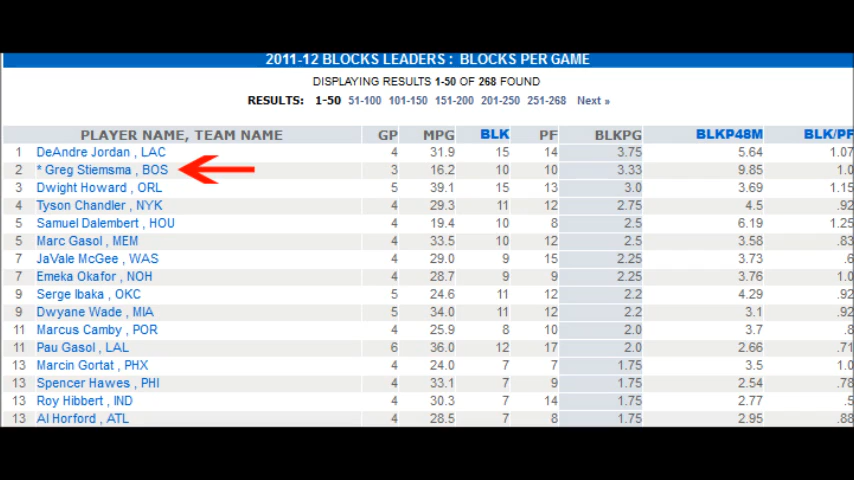 2011-12 BLOCKS LEADERS : BLOCKS PER GAME
DISPLAYING RESULTS 1-50 OF 268 FOUND
RESULTS: 1-50 51-100 101-150 151-200 201-250 251-268 Next »
PLAYER NAME, TEAM NAME GP MPG BLK PF BLKPG BLKP48M BLK/PF
1 DeAndre Jordan , LAC 4 31.9 15 14 3.75 5.64 1.07
2 * Greg Stiemsma , BOS 3 16.2 10 10 3.33 9.85 1.0
3 Dwight Howard , ORL 5 39.1 15 13 3.0 3.69 1.15
4 Tyson Chandler , NYK 4 29.3 11 12 2.75 4.5 .92
5 Samuel Dalembert , HOU 4 19.4 10 8 2.5 6.19 1.25
5 Marc Gasol , MEM 4 33.5 10 12 2.5 3.58 .83
7 JaVale McGee , WAS 4 29.0 9 15 2.25 3.73 .6
7 Emeka Okafor , NOH 4 28.7 9 9 2.25 3.76 1.0
9 Serge Ibaka , OKC 5 24.6 11 12 2.2 4.29 .92
9 Dwyane Wade , MIA 5 34.0 11 12 2.2 3.1 .92
11 Marcus Camby , POR 4 25.9 8 10 2.0 3.7 .8
11 Pau Gasol , LAL 6 36.0 12 17 2.0 2.66 .71
13 Marcin Gortat , PHX 4 24.0 7 7 1.75 3.5 1.0
13 Spencer Hawes , PHI 4 33.1 7 9 1.75 2.54 .78
13 Roy Hibbert , IND 4 30.3 7 14 1.75 2.77 .5
13 Al Horford , ATL 4 28.5 7 8 1.75 2.95 .88